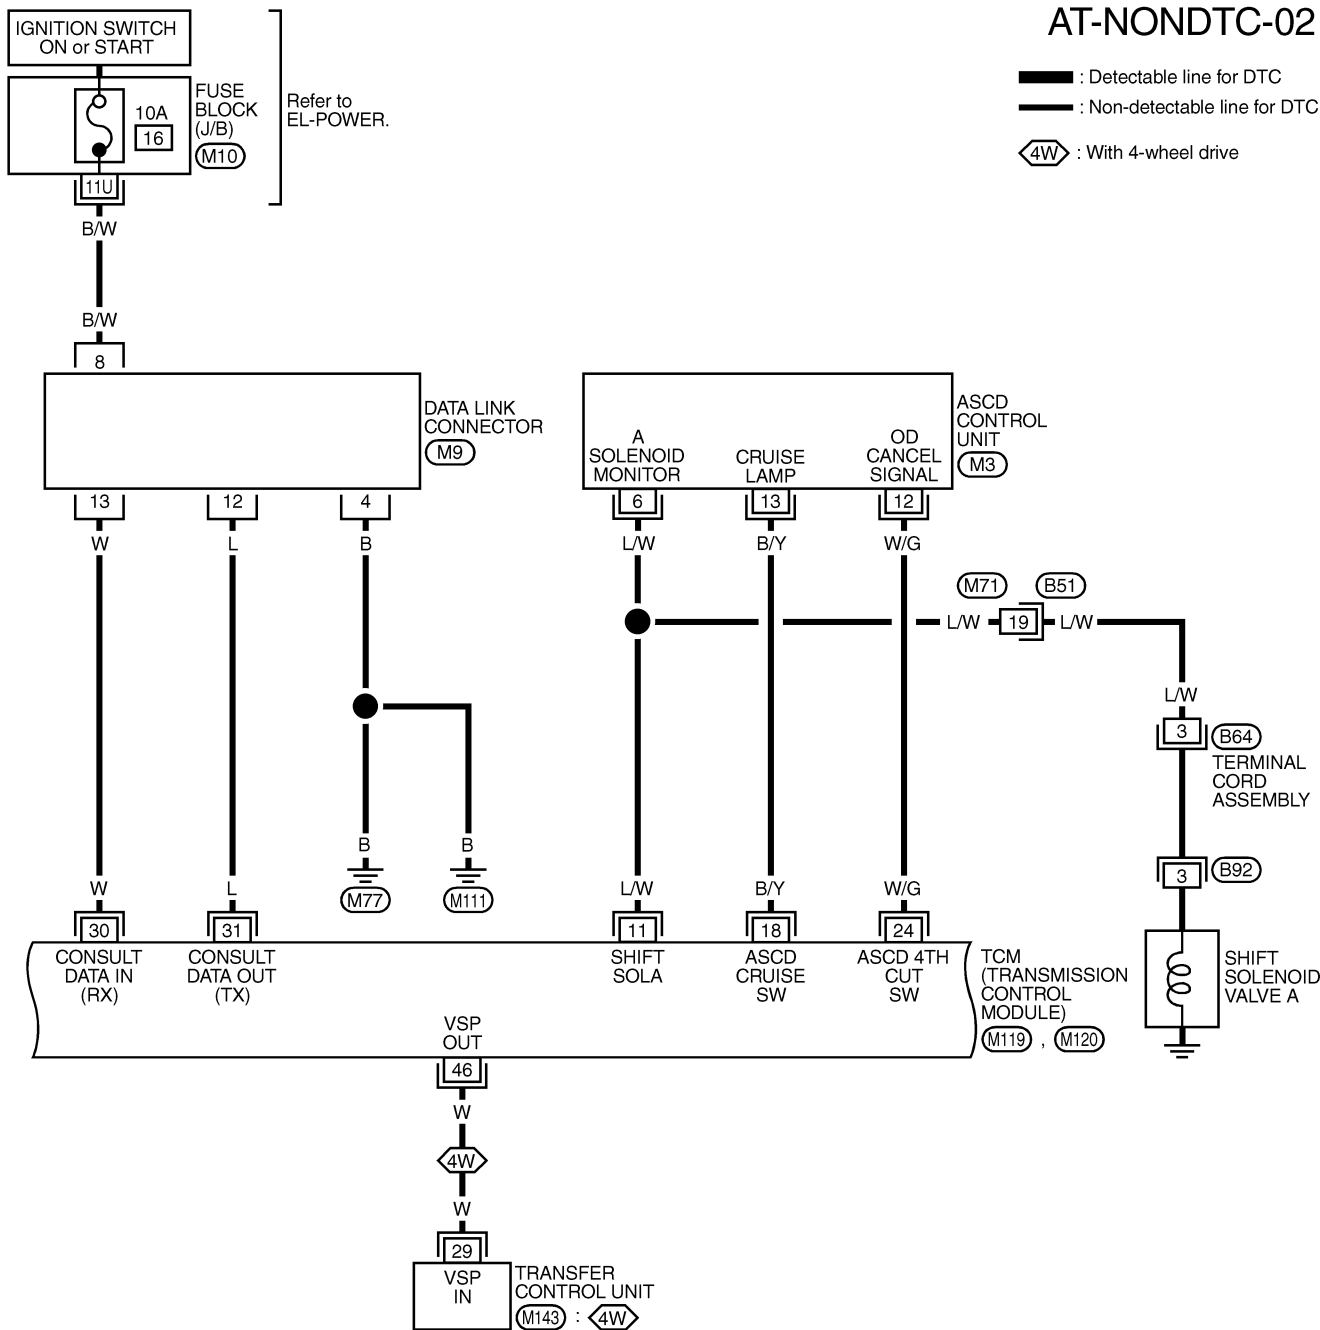 AT-NONDTC-02
IGNITION SWITCH
ON or START
: Detectable line for DTC
: Non-detectable line for DTC
4W : With 4-wheel drive
FUSE
BLOCK
(J/B)
M10
10A
16
Refer to
EL-POWER.
11U
B/W
B/W
8
DATA LINK
CONNECTOR
M9
13
12
4
W
L
B
ASCD
CONTROL
UNIT
M3
A
SOLENOID
MONITOR
CRUISE
LAMP
OD
CANCEL
SIGNAL
6
13
12
L/W
B/Y
W/G
M71
B51
L/W
19
L/W
L/W
3
B64
TERMINAL
CORD
ASSEMBLY
3
B92
SHIFT
SOLENOID
VALVE A
B
B
M77
M111
W
L
L/W
B/Y
W/G
30
31
11
18
24
CONSULT
DATA IN
(RX)
CONSULT
DATA OUT
(TX)
SHIFT
SOLA
ASCD
CRUISE
SW
ASCD 4TH
CUT
SW
TCM
(TRANSMISSION
CONTROL
MODULE)
M119 , M120
VSP
OUT
46
W
4W
W
29
VSP
IN
TRANSFER
CONTROL UNIT
M143 : 4W